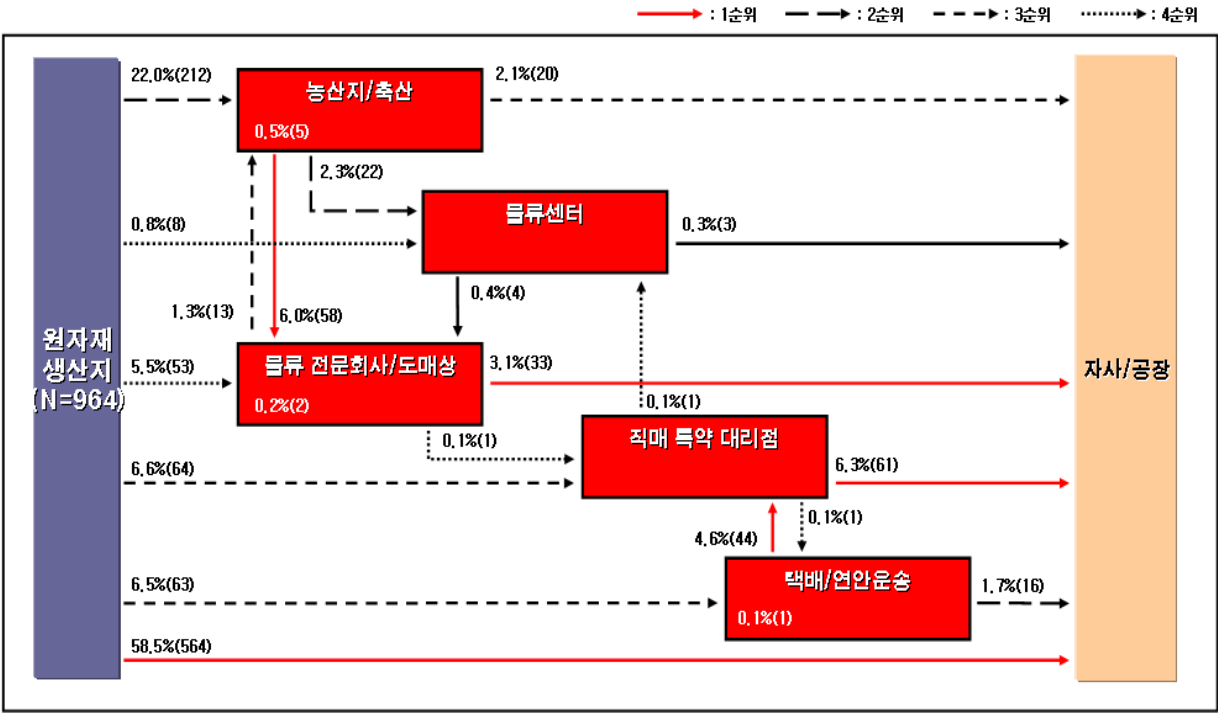 : 1순위
: 2순위
: 3순위
: 4순위
22.0%(212)
농산지/축산
0.5%(5)
2.1%(20)
2.3%(22)
0.8%(8)
물류센터
0.3%(3)
1.3%(13)
6.0%(58)
0.4%(4)
원자재
생산지
(N=964)
5.5%(53)
물류 전문회사/도매상
0.2%(2)
3.1%(33)
자사/공장
0.1%(1)
0.1%(1)
직매 특약 대리점
6.6%(64)
6.3%(61)
4.6%(44)
0.1%(1)
6.5%(63)
택배/연안운송
0.1%(1)
1.7%(16)
58.5%(564)